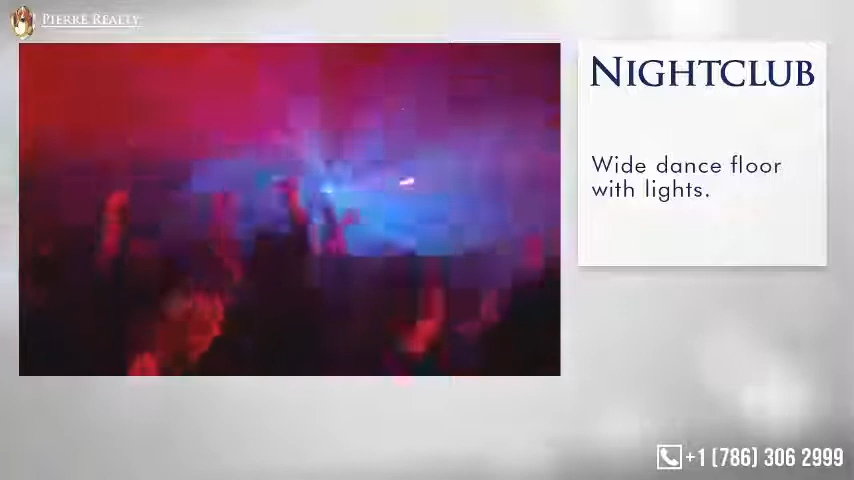 PIERRE REALTY
NIGHTCLUB
Wide dance floor
with lights.
+1 (786) 306 2999